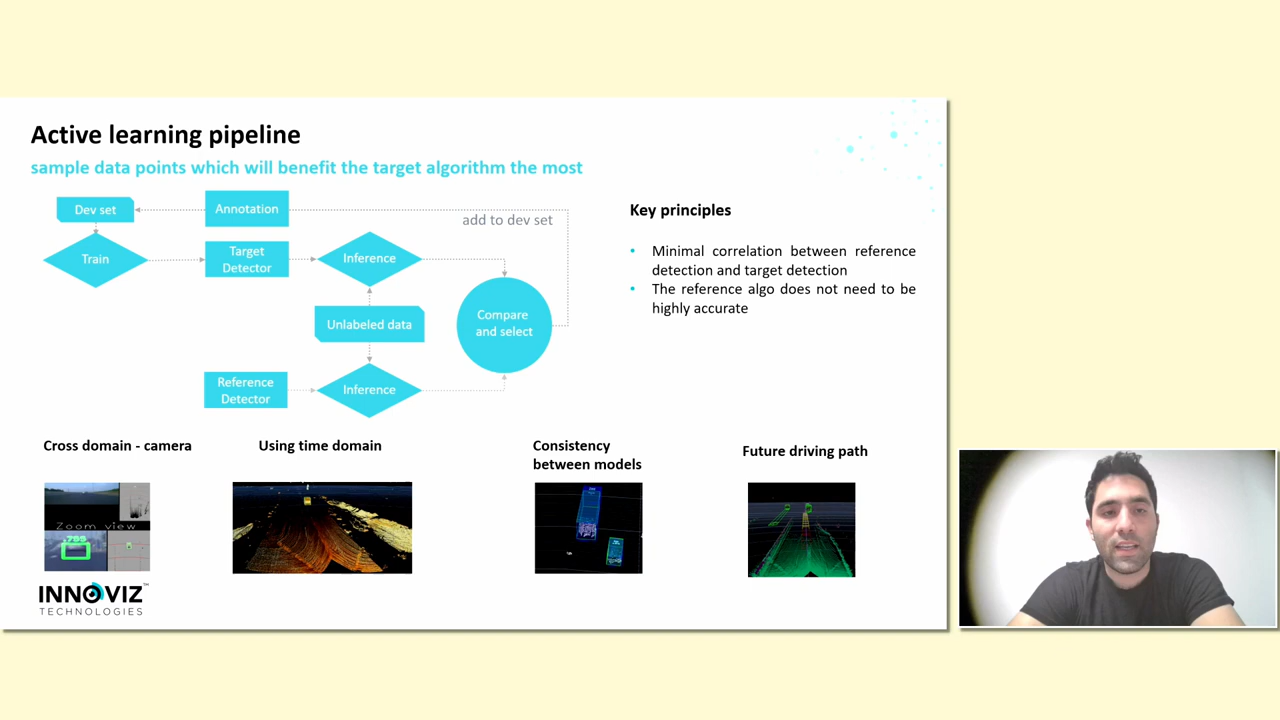 Active learning pipeline
sample data points which will benefit the target algorithm the most
Dev set
Annotation
add to dev set
Train
Target
Detector
Inference
Unlabeled data
Compare
and select
Reference
Detector
Inference
Key principles
• Minimal correlation between reference
detection and target detection
• The reference algo does not need to be
highly accurate
Cross domain - camera
Using time domain
Consistency
between models
Future driving path
Zoom view
INNOVIZ™
TECHNOLOGIES